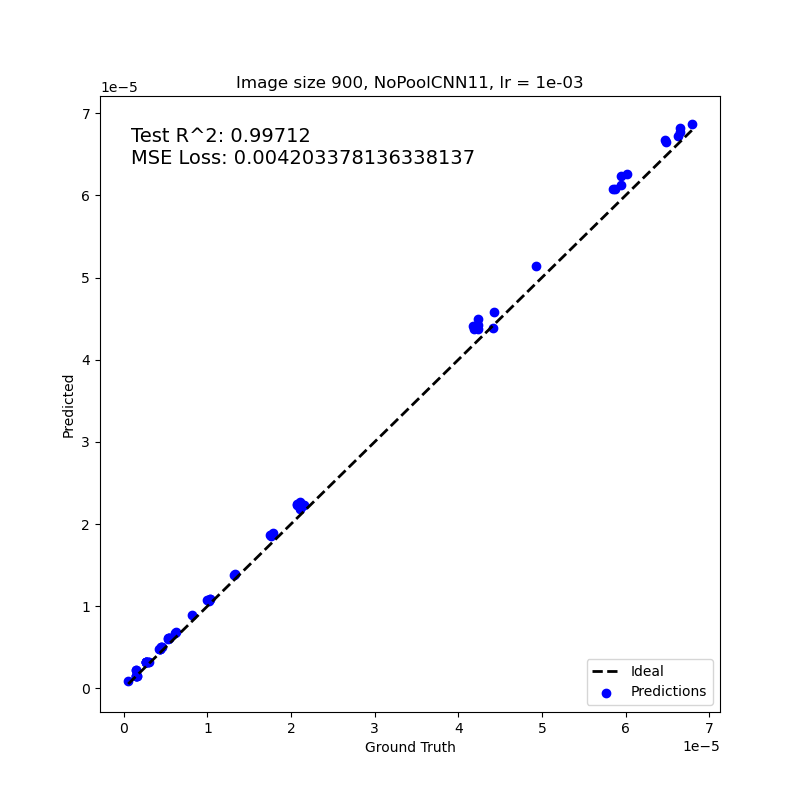 Image size 900, NoPoolCNN11, lr = 1e-03
1e−5
Test R^2: 0.99712
MSE Loss: 0.004203378136338137
7
6
5
4
3
2
1
0
Predicted
Ideal
Predictions
0 1 2 3 4 5 6 7
Ground Truth
1e−5